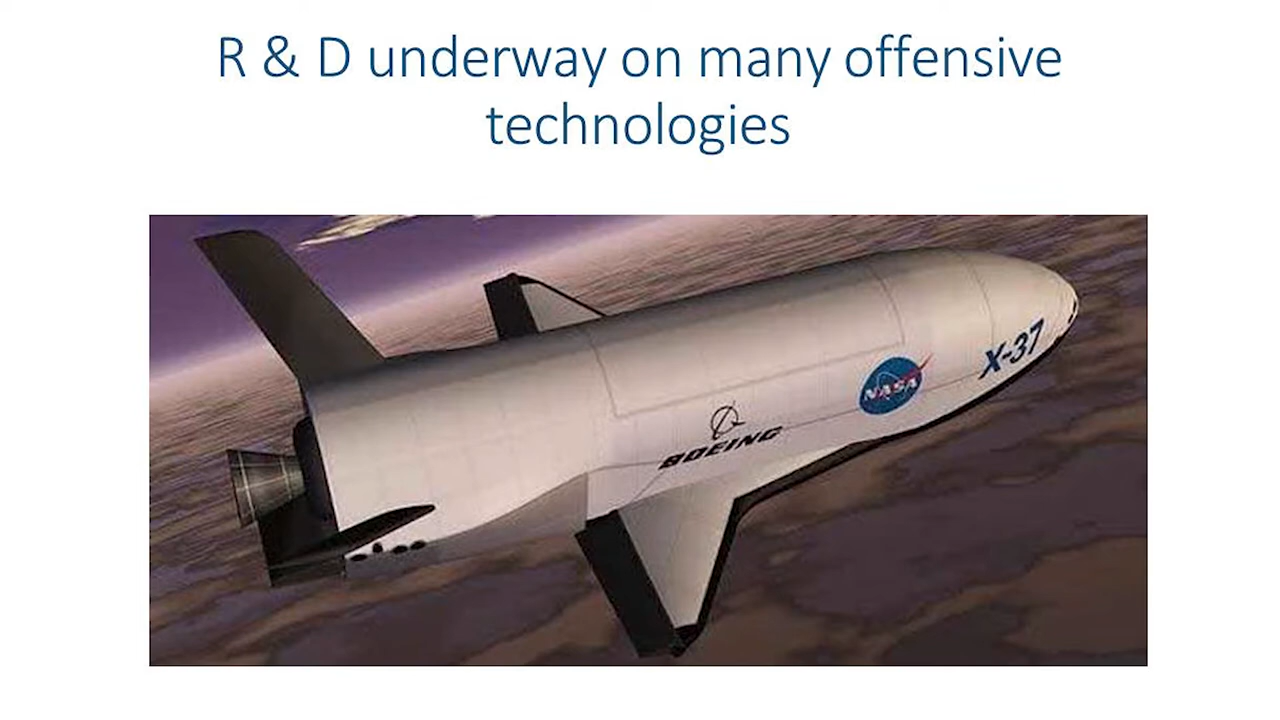 R & D underway on many offensive
technologies
X-37
NASA
BOEING